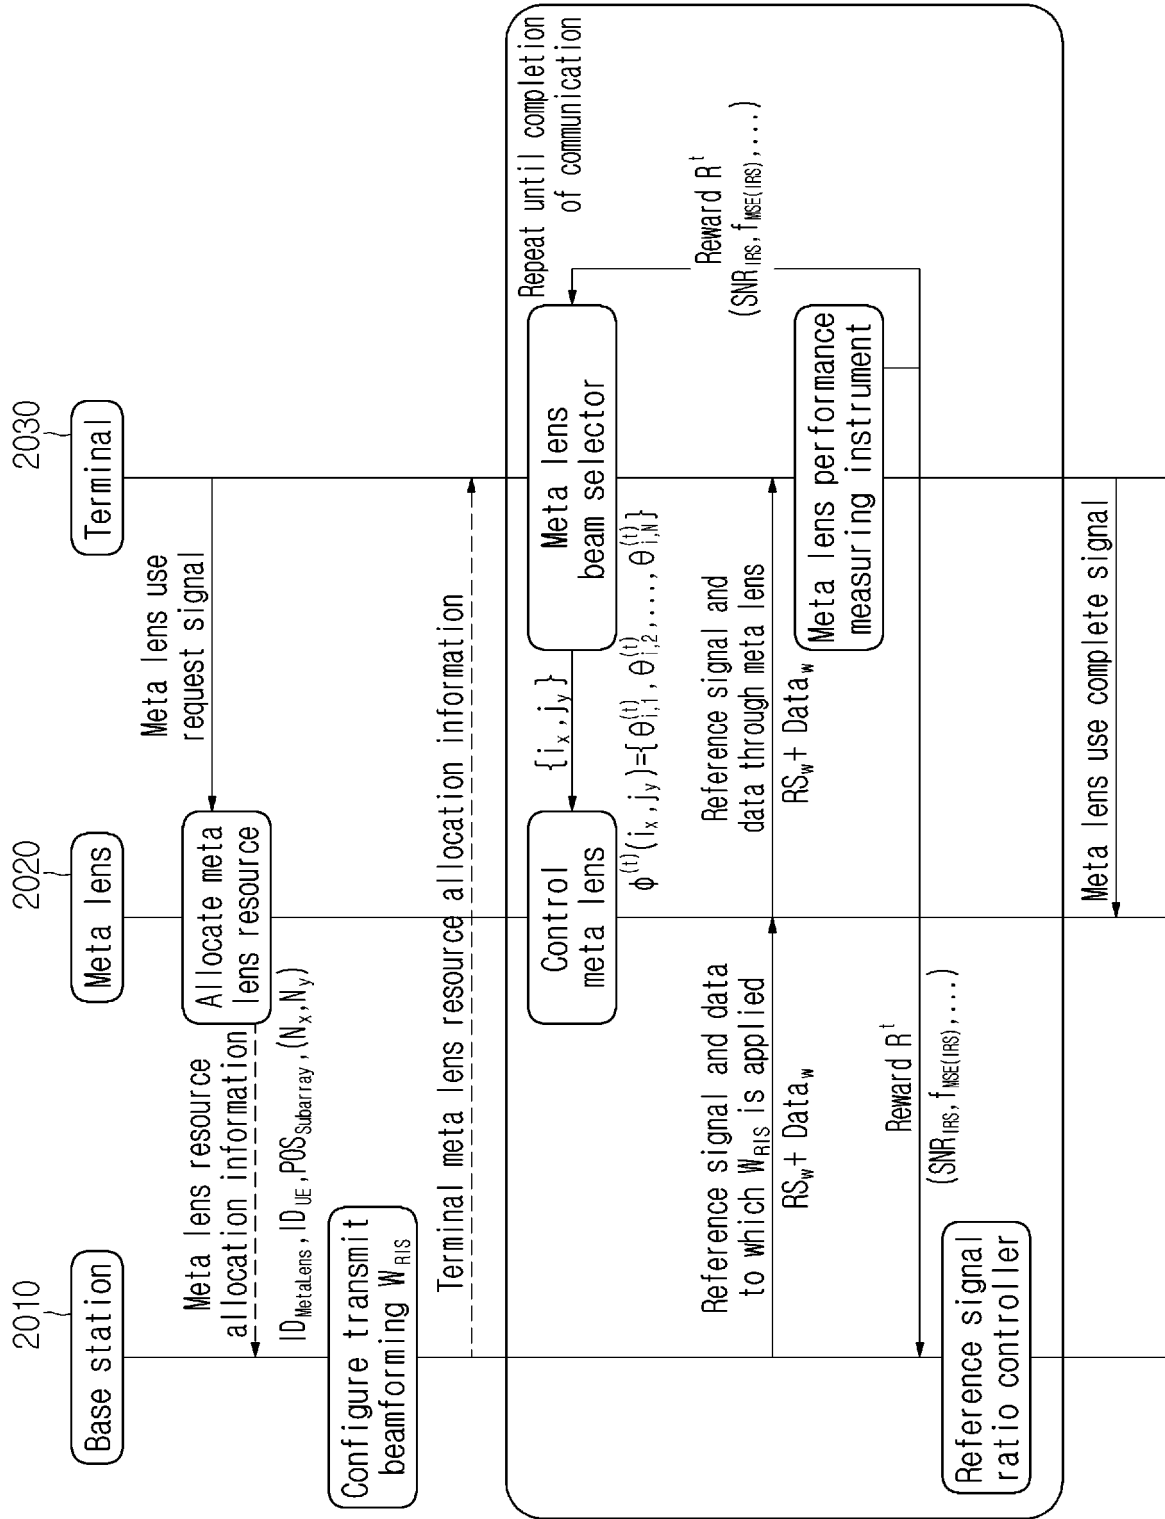 2010
2020
2030
Base station
Meta lens
Terminal
Meta lens use
request signal
Allocate meta
lens resource
Meta lens resource
allocation information
ID_MetaLens, ID_UE, POS_Subarray, (N_x, N_y)
Configure transmit
beamforming W_RIS
Terminal meta lens resource allocation information
Repeat until completion
of communication
Meta lens
beam selector
{i_x, j_y}
Control
meta lens
ϕ^(t)(i_x, j_y)={θ_i,1^(t), θ_i,2^(t), ..., θ_i,N^(t)}
Reference signal and data
to which W_RIS is applied
RS_w+ Data_w
Reference signal and
data through meta lens
RS_w+ Data_w
Meta lens performance
measuring instrument
Reward R^t
(SNR_IRS, f_MSE(IRS), ...)
Reward R^t
(SNR_IRS, f_MSE(IRS), ...)
Reference signal
ratio controller
Meta lens use complete signal